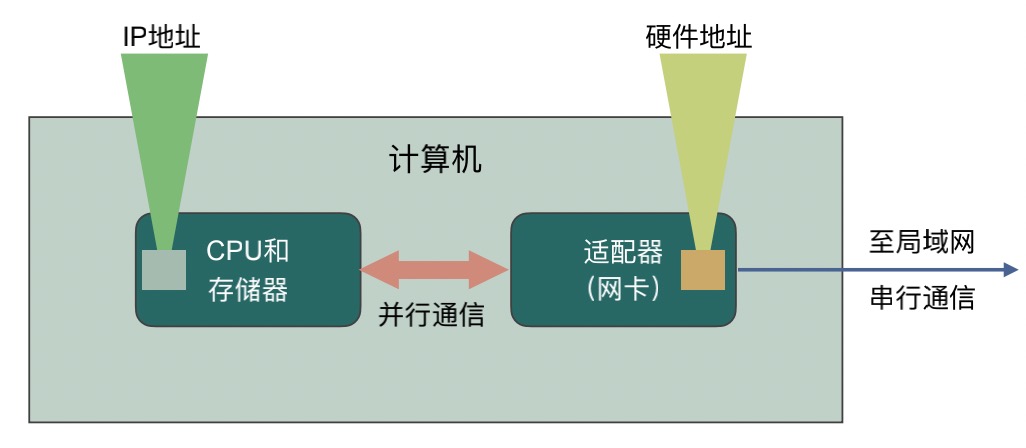 IP地址
硬件地址
计算机
CPU和
存储器
适配器
（网卡）
并行通信
至局域网
串行通信